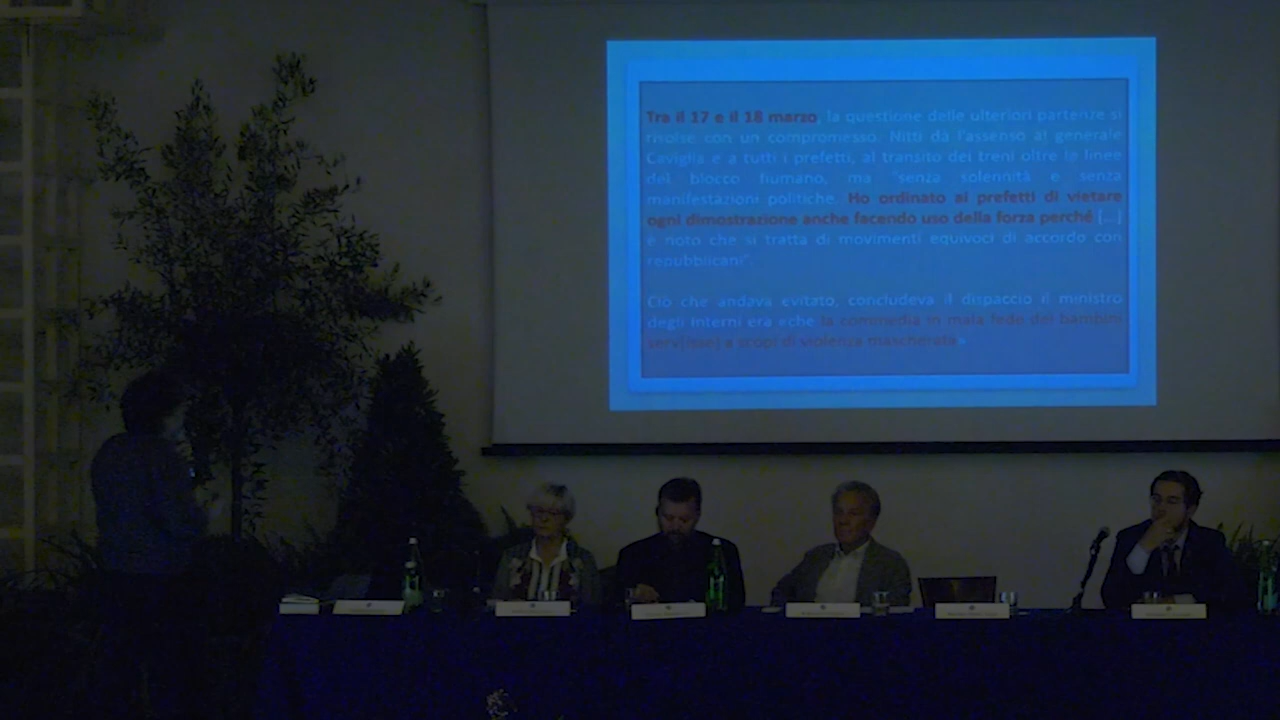 Tra il 17 e il 18 marzo, la questione delle ulteriori partenze si
risolse con un compromesso. Nitti da l'assenso al generale
Caviglia e a tutti i prefetti, al transito dei treni oltre le linee
del blocco fiumano, ma "senza solennità e senza
manifestazioni politiche. Ho ordinato ai prefetti di vietare
ogni dimostrazione anche facendo uso della forza perché [...]
è noto che si tratta di movimenti equivoci di accordo con
repubblicani"
Ciò che andava evitato, concludeva il dispaccio il ministro
degli interni era eche la commedia in mala fede dei bambini
a scopi di violenza mascherata